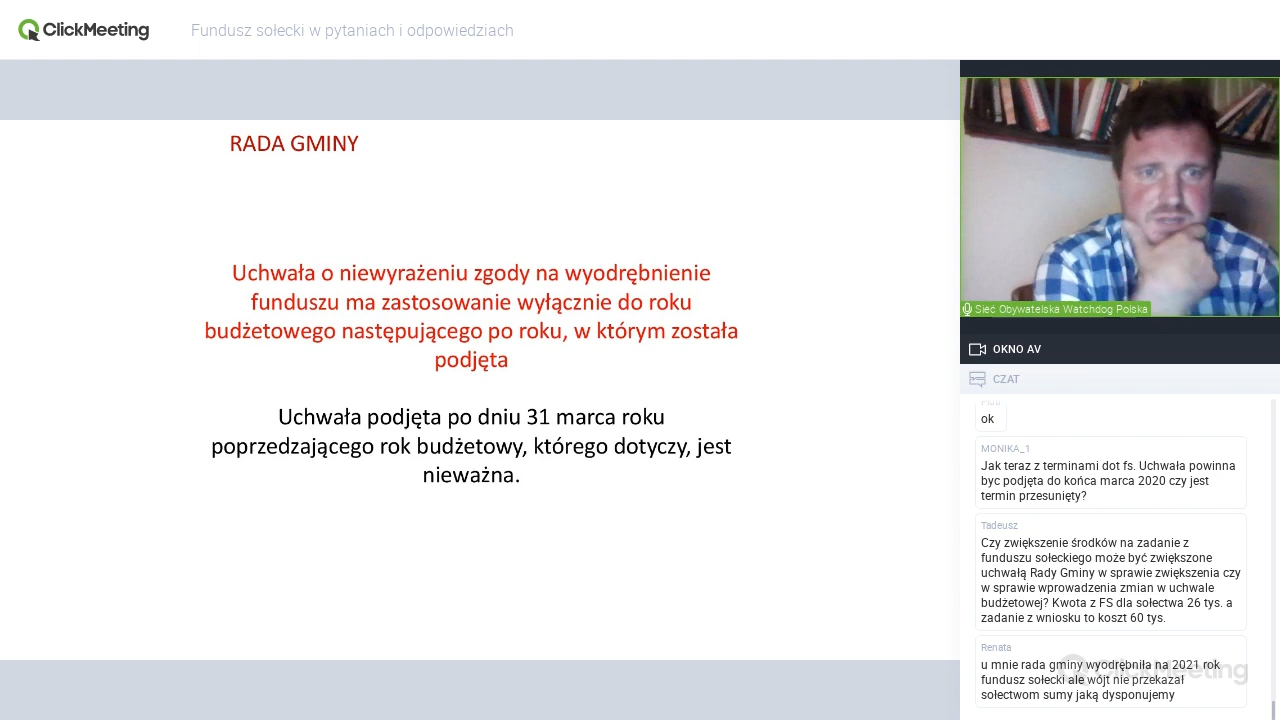 ClickMeeting
Fundusz sołecki w pytaniach i odpowiedziach
RADA GMINY
Uchwała o niewyrażeniu zgody na wyodrębnienie
funduszu ma zastosowanie wyłącznie do roku
budżetowego następującego po roku, w którym została
podjęta
Uchwała podjęta po dniu 31 marca roku
poprzedzającego rok budżetowy, którego dotyczy, jest
nieważna.
Sieć Obywatelska Watchdog Polska
OKNO AV
CZAT
ok
MONIKA_1
Jak teraz z terminami dot fs. Uchwała powinna
byc podjęta do końca marca 2020 czy jest
termin przesunięty?
Tadeusz
Czy zwiększenie środków na zadanie z
funduszu sołeckiego może być zwiększone
uchwałą Rady Gminy w sprawie zwiększenia czy
w sprawie wprowadzenia zmian w uchwale
budżetowej? Kwota z FS dla sołectwa 26 tys. a
zadanie z wniosku to koszt 60 tys.
Renata
u mnie rada gminy wyodrębniła na 2021 rok
fundusz sołecki ale wójt nie przekazał
sołectwom sumy jaką dysponujemy
ClickMeeting